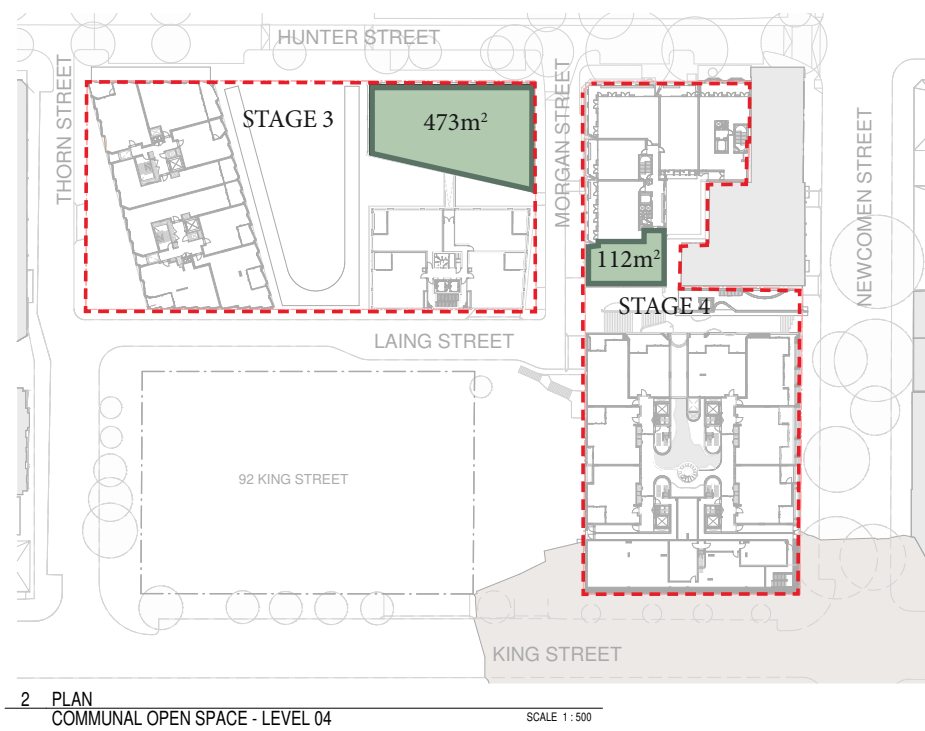 HUNTER STREET
THORN STREET
STAGE 3
473m²
MORGAN STREET
NEWCOMEN STREET
112m²
STAGE 4
LAING STREET
92 KING STREET
KING STREET
2 PLAN
COMMUNAL OPEN SPACE - LEVEL 04
SCALE 1 : 500